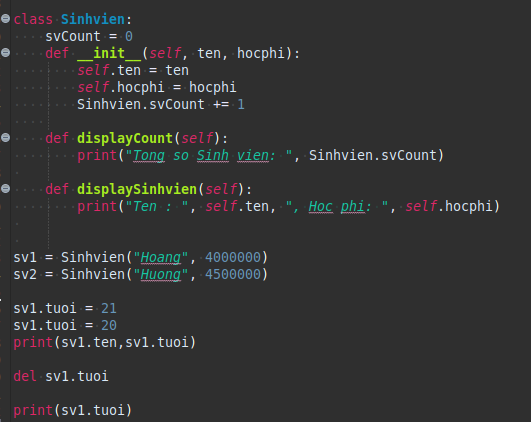 class Sinhvien:
    svCount = 0
    def __init__(self, ten, hocphi):
        self.ten = ten
        self.hocphi = hocphi
        Sinhvien.svCount += 1
    def displayCount(self):
        print("Tong so Sinh vien: ", Sinhvien.svCount)
    def displaySinhvien(self):
        print("Ten : ", self.ten, ", Hoc phi: ", self.hocphi)
sv1 = Sinhvien("Hoang", 4000000)
sv2 = Sinhvien("Huong", 4500000)
sv1.tuoi = 21
sv1.tuoi = 20
print(sv1.ten,sv1.tuoi)
del sv1.tuoi
print(sv1.tuoi)